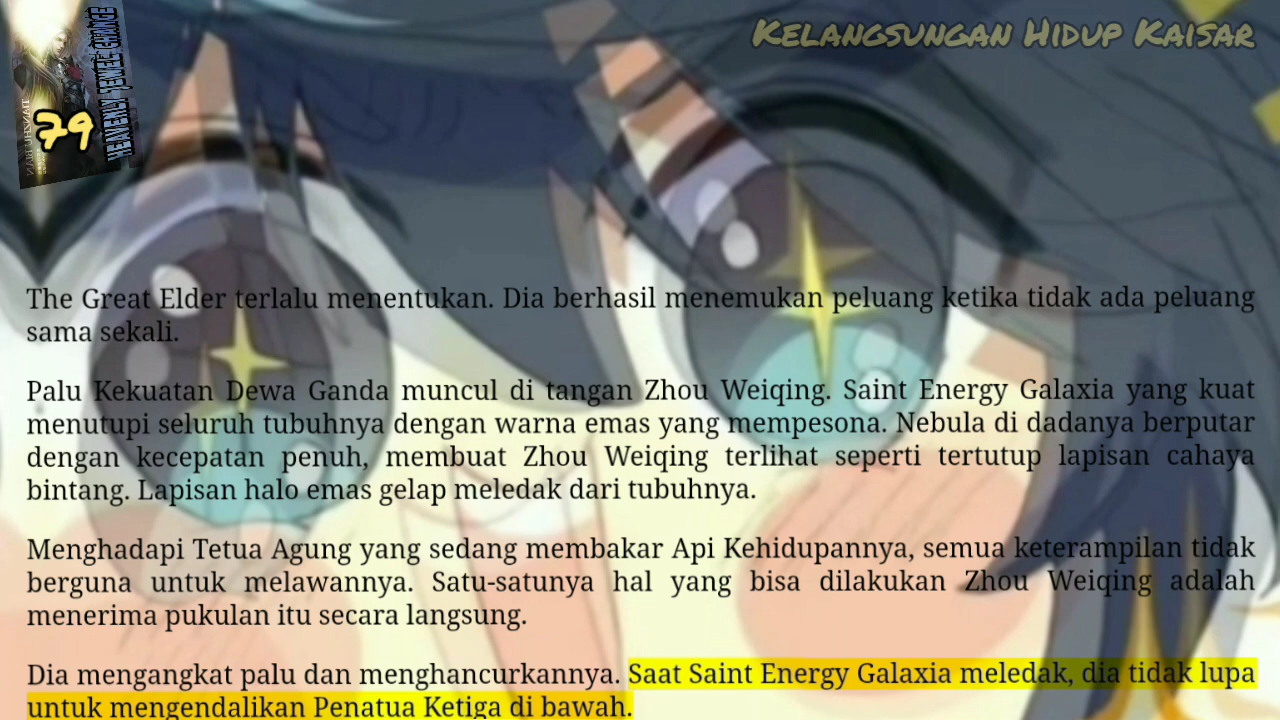 Kelangsungan Hidup Kaisar
79
HEAVENLY JEWEL CHANGE
The Great Elder terlalu menentukan. Dia berhasil menemukan peluang ketika tidak ada peluang
sama sekali.
Palu Kekuatan Dewa Ganda muncul di tangan Zhou Weiqing. Saint Energy Galaxia yang kuat
menutupi seluruh tubuhnya dengan warna emas yang mempesona. Nebula di dadanya berputar
dengan kecepatan penuh, membuat Zhou Weiqing terlihat seperti tertutup lapisan cahaya
bintang. Lapisan halo emas gelap meledak dari tubuhnya.
Menghadapi Tetua Agung yang sedang membakar Api Kehidupannya, semua keterampilan tidak
berguna untuk melawannya. Satu-satunya hal yang bisa dilakukan Zhou Weiqing adalah
menerima pukulan itu secara langsung.
Dia mengangkat palu dan menghancurkannya. Saat Saint Energy Galaxia meledak, dia tidak lupa
untuk mengendalikan Penatua Ketiga di bawah.